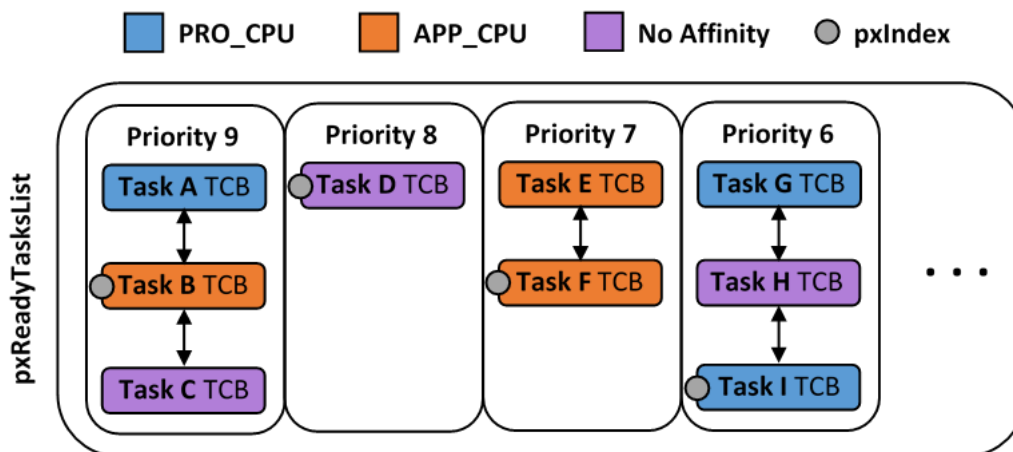 PRO_CPU
APP_CPU
No Affinity
pxIndex
pxReadyTasksList
Priority 9
Task A TCB
Task B TCB
Task C TCB
Priority 8
Task D TCB
Priority 7
Task E TCB
Task F TCB
Priority 6
Task G TCB
Task H TCB
Task I TCB
...